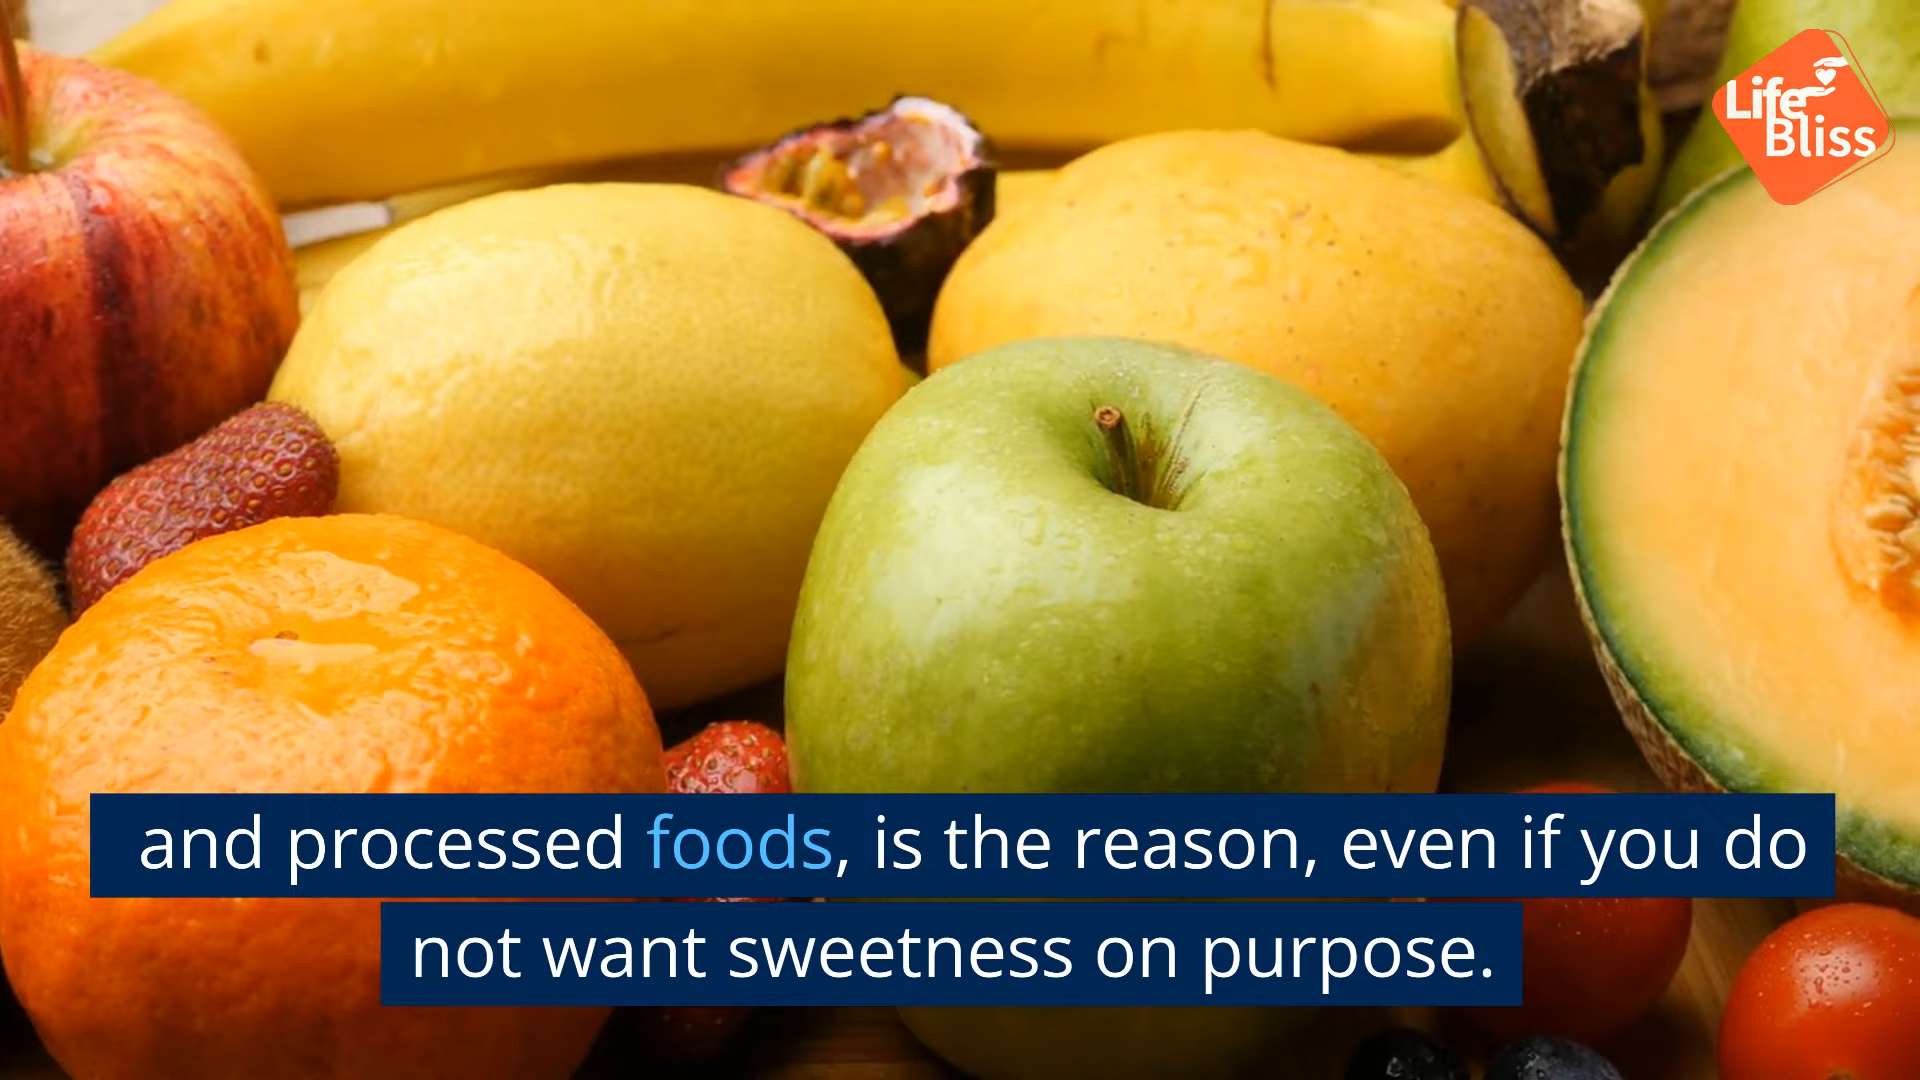 Life
Bliss
and processed foods, is the reason, even if you do
not want sweetness on purpose.